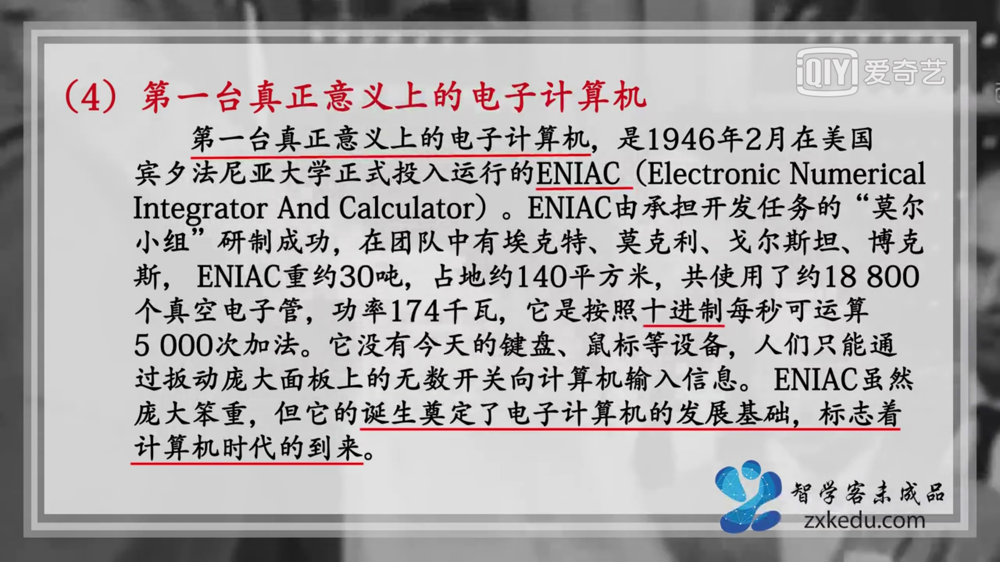 iQIYI 爱奇艺
（4）第一台真正意义上的电子计算机
第一台真正意义上的电子计算机，是1946年2月在美国
宾夕法尼亚大学正式投入运行的ENIAC（Electronic Numerical
Integrator And Calculator）。ENIAC由承担开发任务的“莫尔
小组”研制成功，在团队中有埃克特、莫克利、戈尔斯坦、博克
斯， ENIAC重约30吨，占地约140平方米，共使用了约18 800
个真空电子管，功率174千瓦，它是按照十进制每秒可运算
5 000次加法。它没有今天的键盘、鼠标等设备，人们只能通
过扳动庞大面板上的无数开关向计算机输入信息。 ENIAC虽然
庞大笨重，但它的诞生奠定了电子计算机的发展基础，标志着
计算机时代的到来。
智学客未成品
zxkedu.com